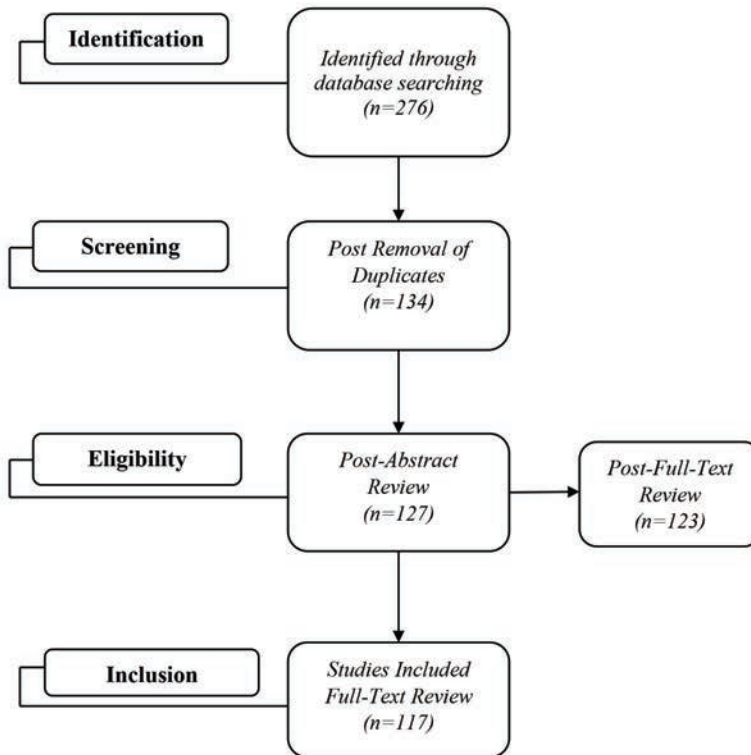 Identification
Identified through
database searching
(n=276)
Screening
Post Removal of
Duplicates
(n=134)
Eligibility
Post-Abstract
Review
(n=127)
Post-Full-Text
Review
(n=123)
Inclusion
Studies Included
Full-Text Review
(n=117)